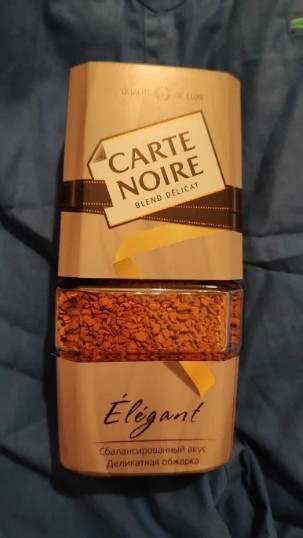 CARTE
NOIRE
BLEND DÉLICAT
Élégant
Сбалансированный вкус
Деликатная обжарка